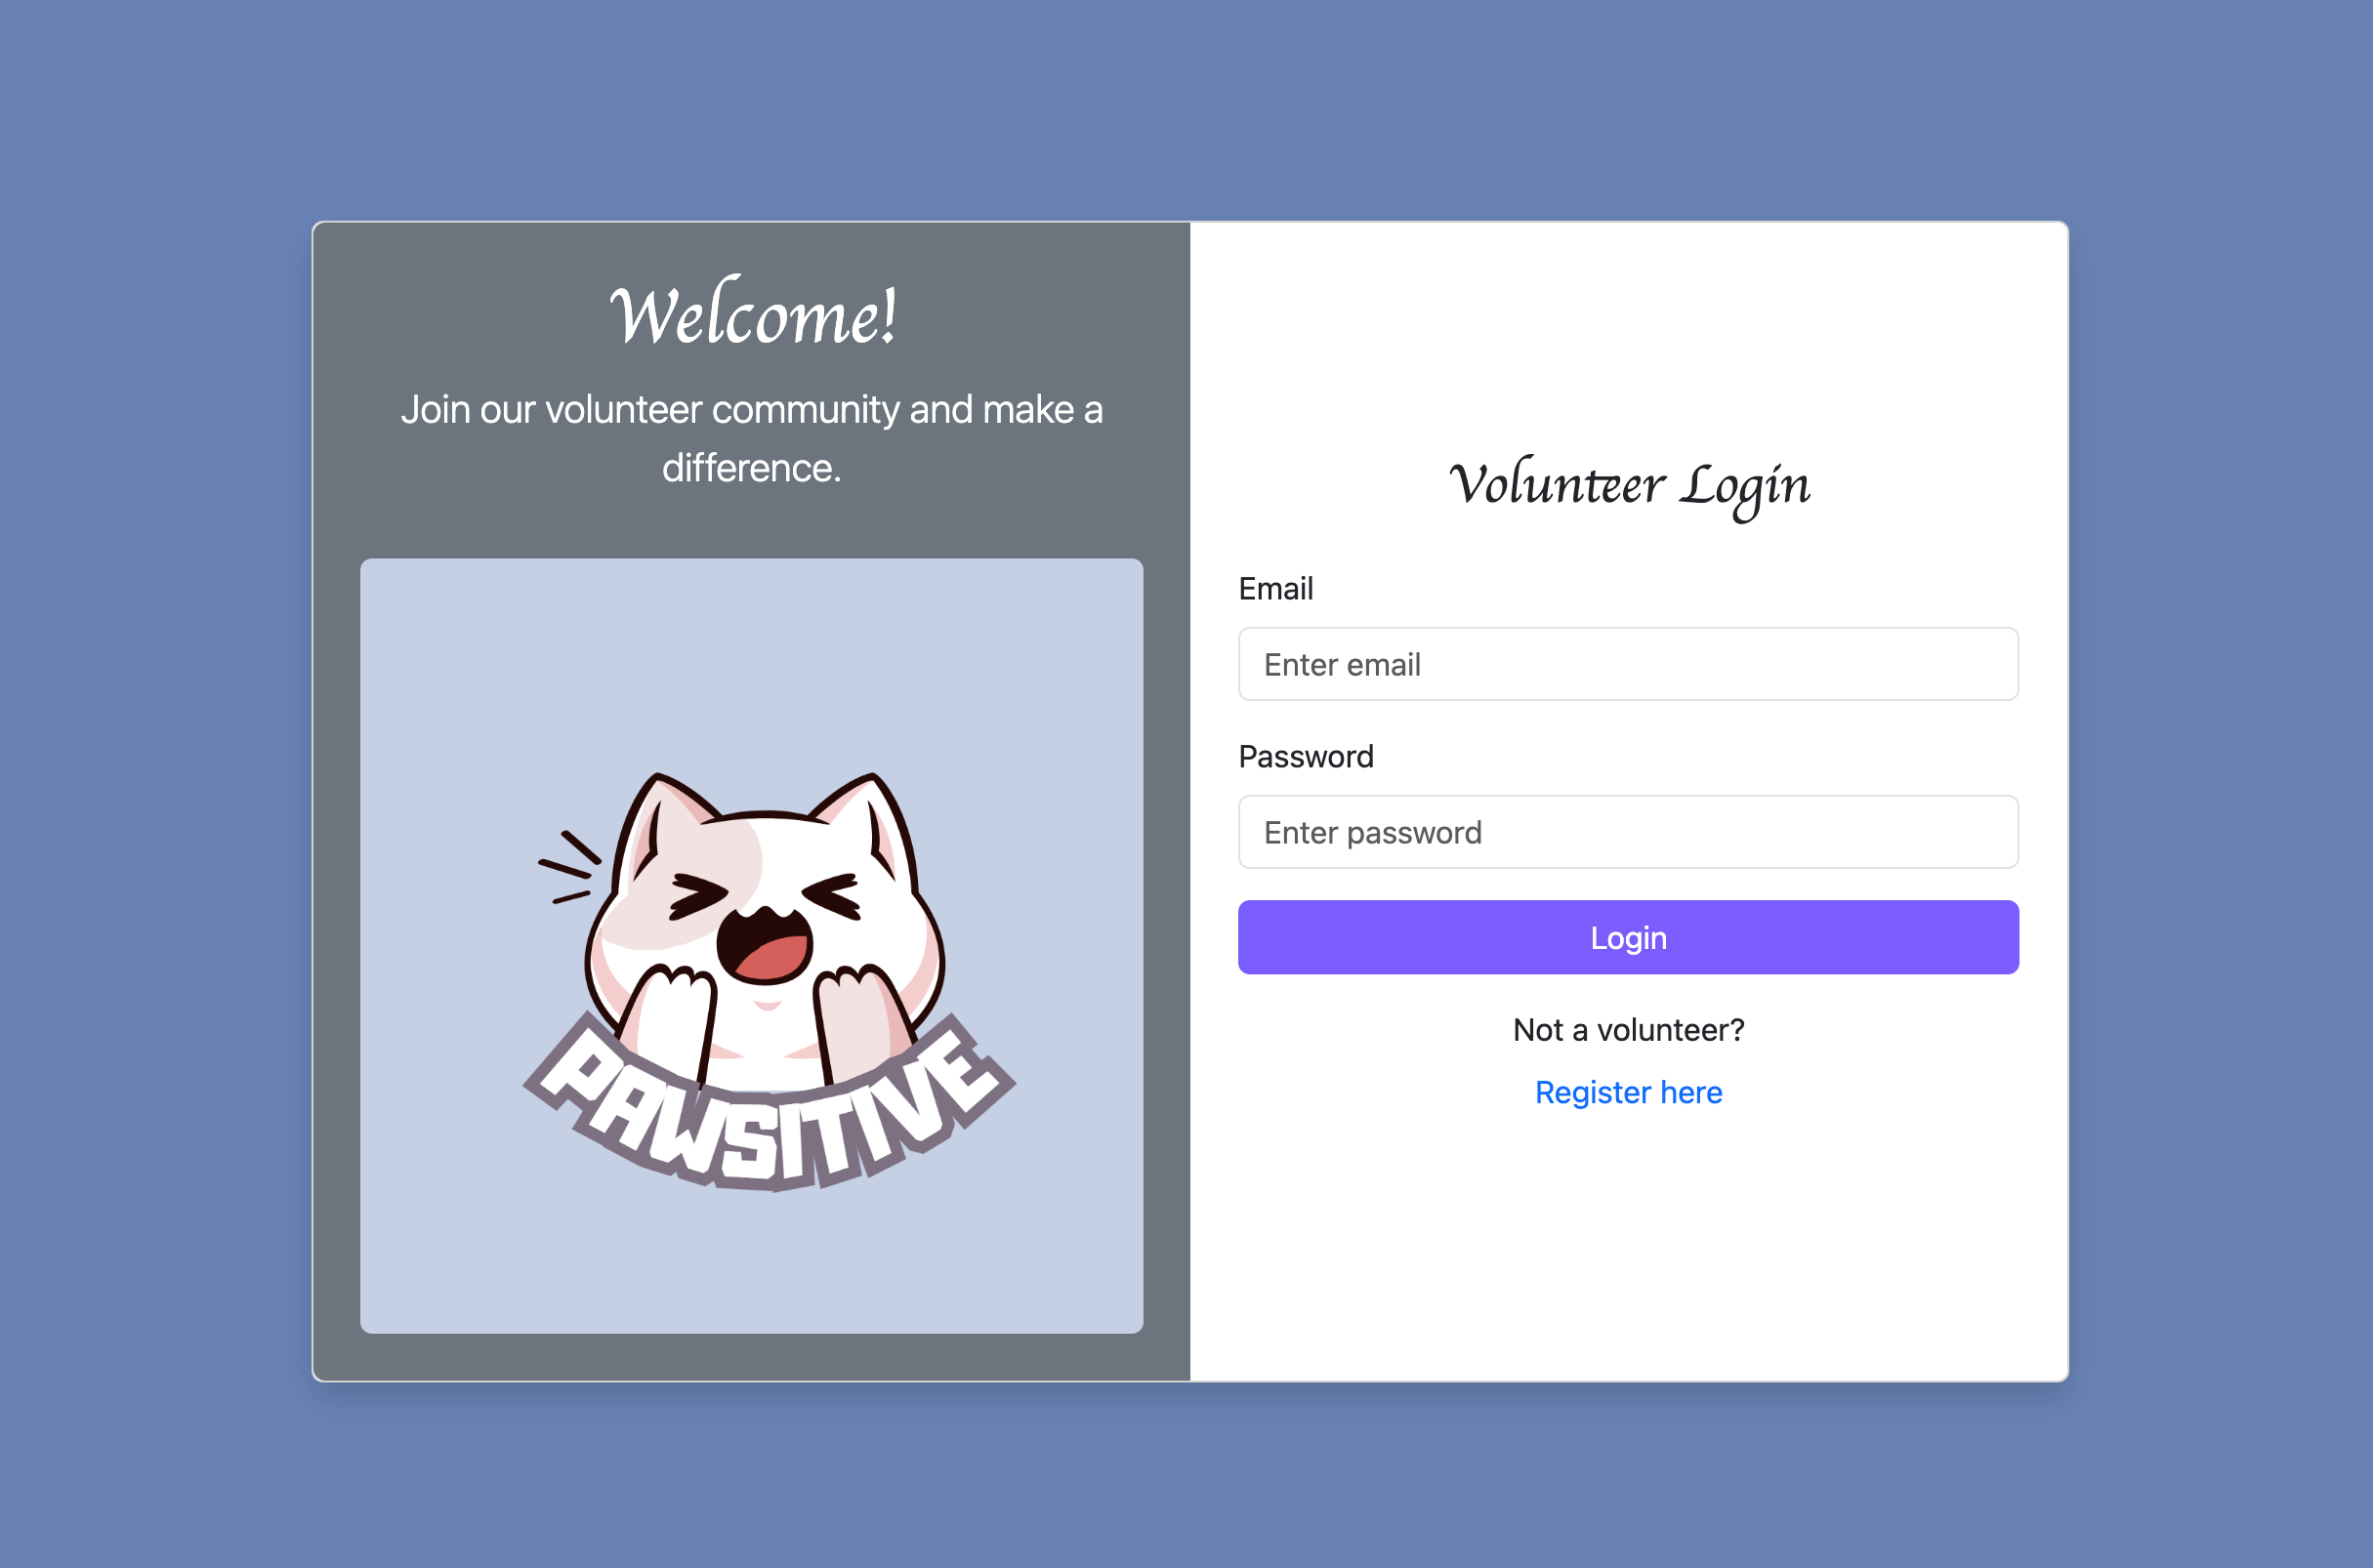 Welcome!
Join our volunteer community and make a
difference.
PAWSITIVE
Volunteer Login
Email
Enter email
Password
Enter password
Login
Not a volunteer?
Register here